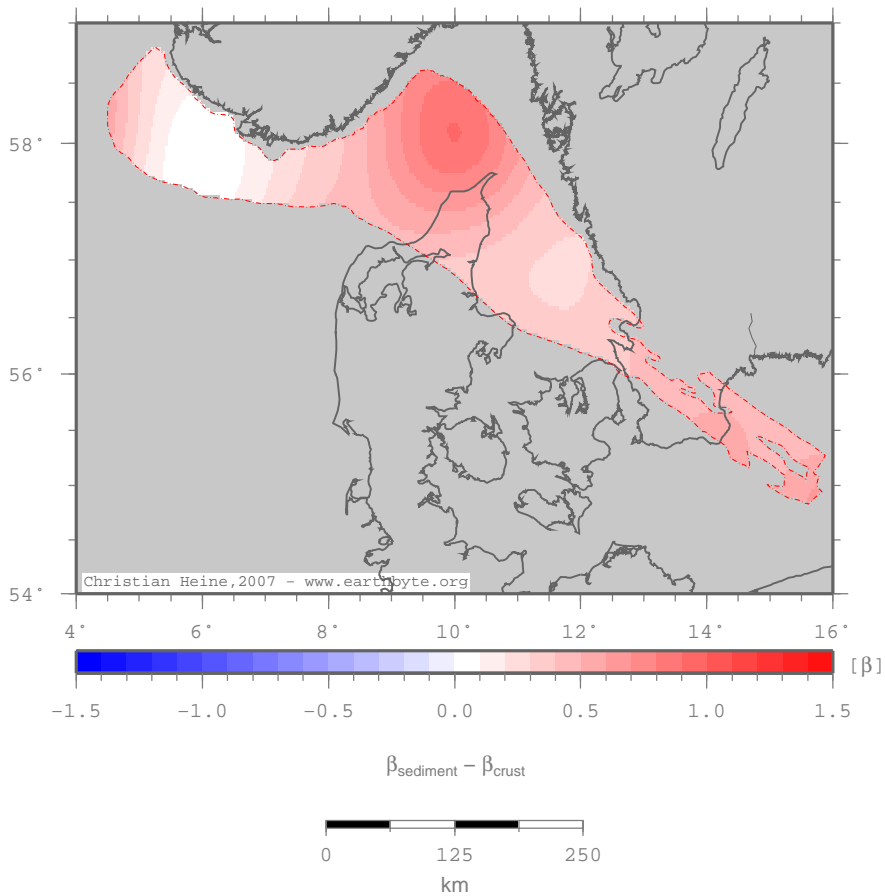 58°
56°
54°
Christian Heine,2007 - www.earthbyte.org
4° 6° 8° 10° 12° 14° 16°
[β]
-1.5 -1.0 -0.5 0.0 0.5 1.0 1.5
βsediment – βcrust
0 125 250
km